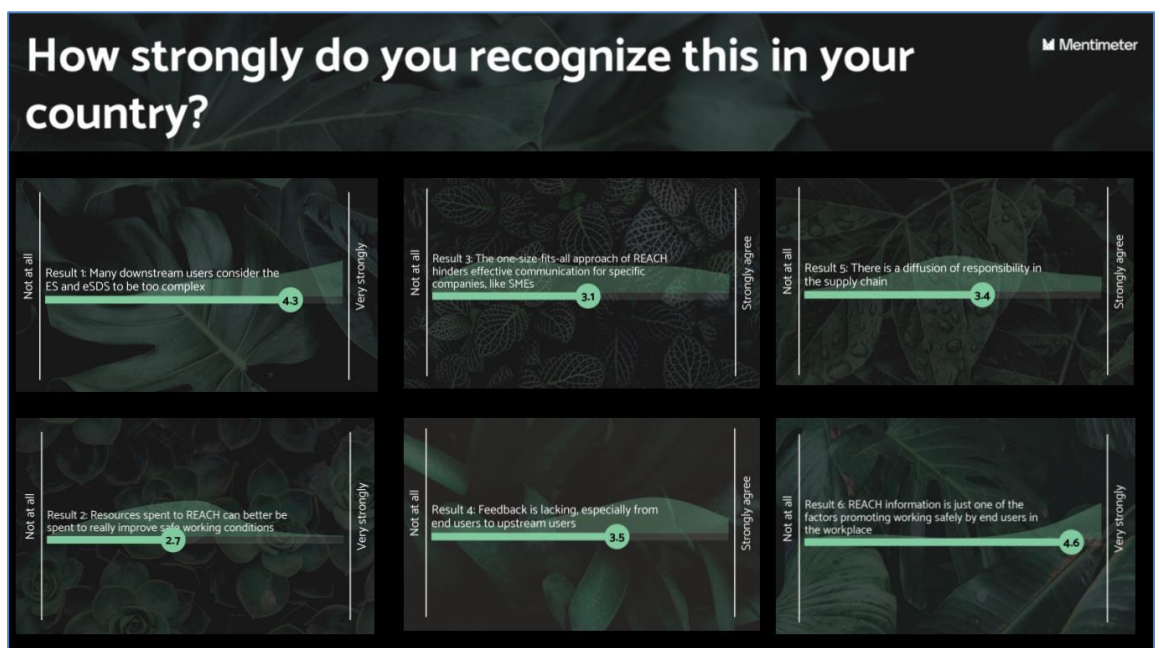 How strongly do you recognize this in your
country?
Mentimeter
Not at all
Result 1: Many downstream users consider the
ES and eSDS to be too complex
4.3
Very strongly
Not at all
Result 3: The one-size-fits-all approach of REACH
hinders effective communication for specific
companies, like SMEs
3.1
Strongly agree
Not at all
Result 5: There is a diffusion of responsibility in
the supply chain
3.4
Strongly agree
Not at all
Result 2: Resources spent to REACH can better be
spent to really improve safe working conditions
2.7
Very strongly
Not at all
Result 4: Feedback is lacking, especially from
end users to upstream users
3.5
Strongly agree
Not at all
Result 6: REACH information is just one of the
factors promoting working safely by end users in
the workplace
4.6
Very strongly